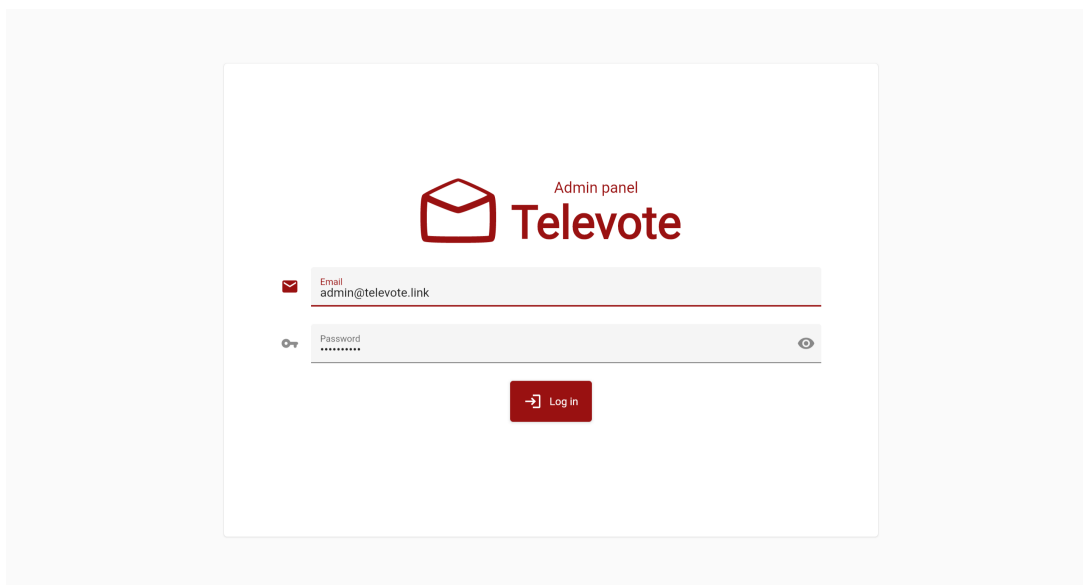 Admin panel
Televote
Email
admin@televote.link
Password
••••••••••
Log in